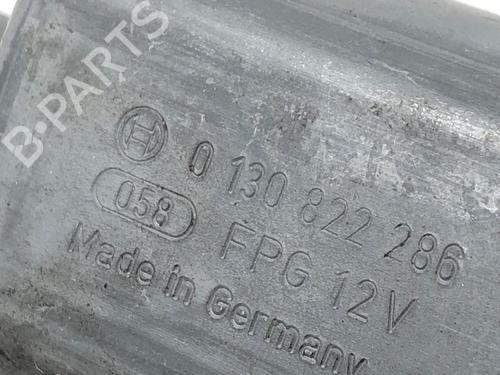 B-PARTS
0 130 822 286
058 FPG 12V
Made in Germany